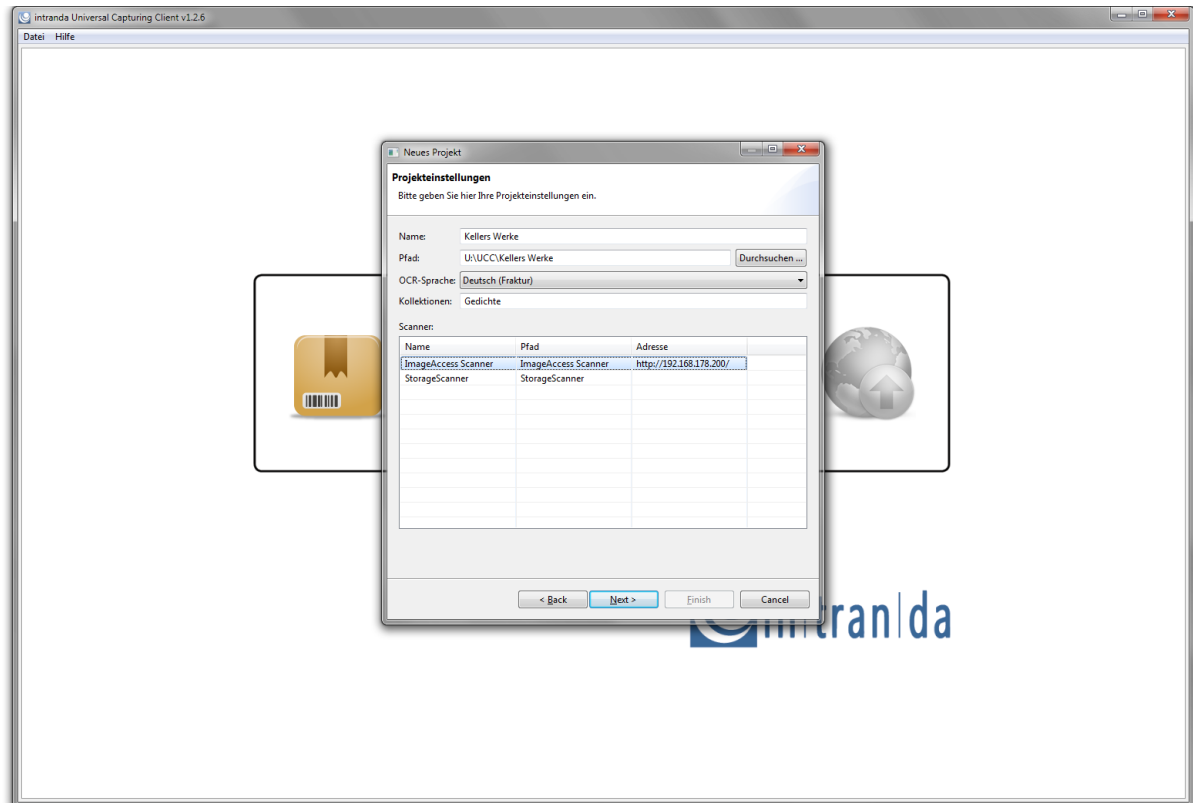 intranda Universal Capturing Client v1.2.6
Datei Hilfe
Neues Projekt
Projekteinstellungen
Bitte geben Sie hier Ihre Projekteinstellungen ein.
Name: Kellers Werke
Pfad: U:\UCC\Kellers Werke Durchsuchen ...
OCR-Sprache: Deutsch (Fraktur)
Kollektionen: Gedichte
Scanner:
Name Pfad Adresse
ImageAccess Scanner ImageAccess Scanner http://192.168.178.200/
StorageScanner StorageScanner
< Back Next > Finish Cancel
tran|da